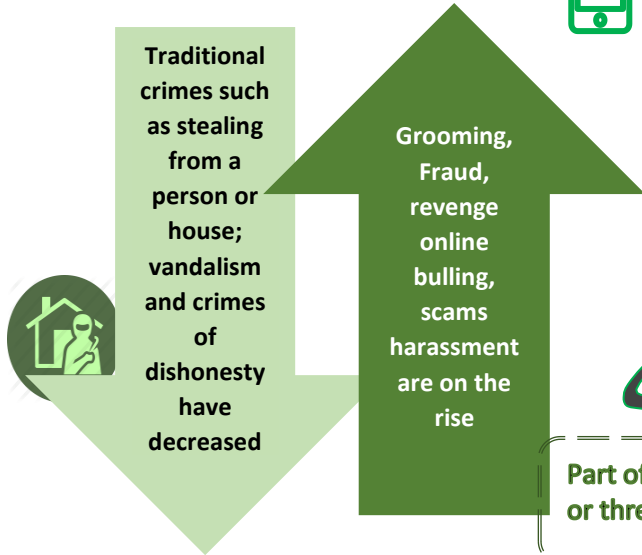 Traditional
crimes such
as stealing
from a
person or
house;
vandalism
and crimes
of
dishonesty
have
decreased
Grooming,
Fraud,
revenge
online
bulling,
scams
harassment
are on the
rise
Part of
or thre